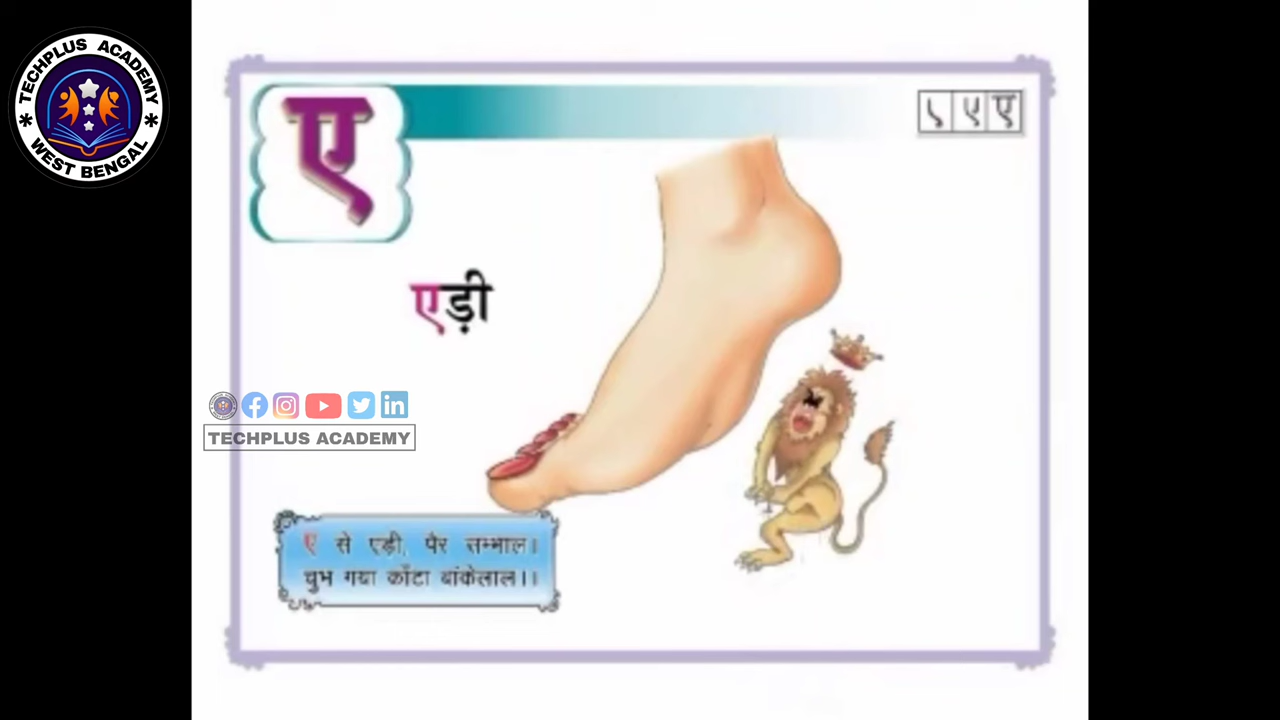 TECHPLUS ACADEMY
WEST BENGAL
ए
ए
एड़ी
TECHPLUS ACADEMY
ए से एड़ी, पैर सम्भाल।
चुभ गया काँटा बांकेलाल।।